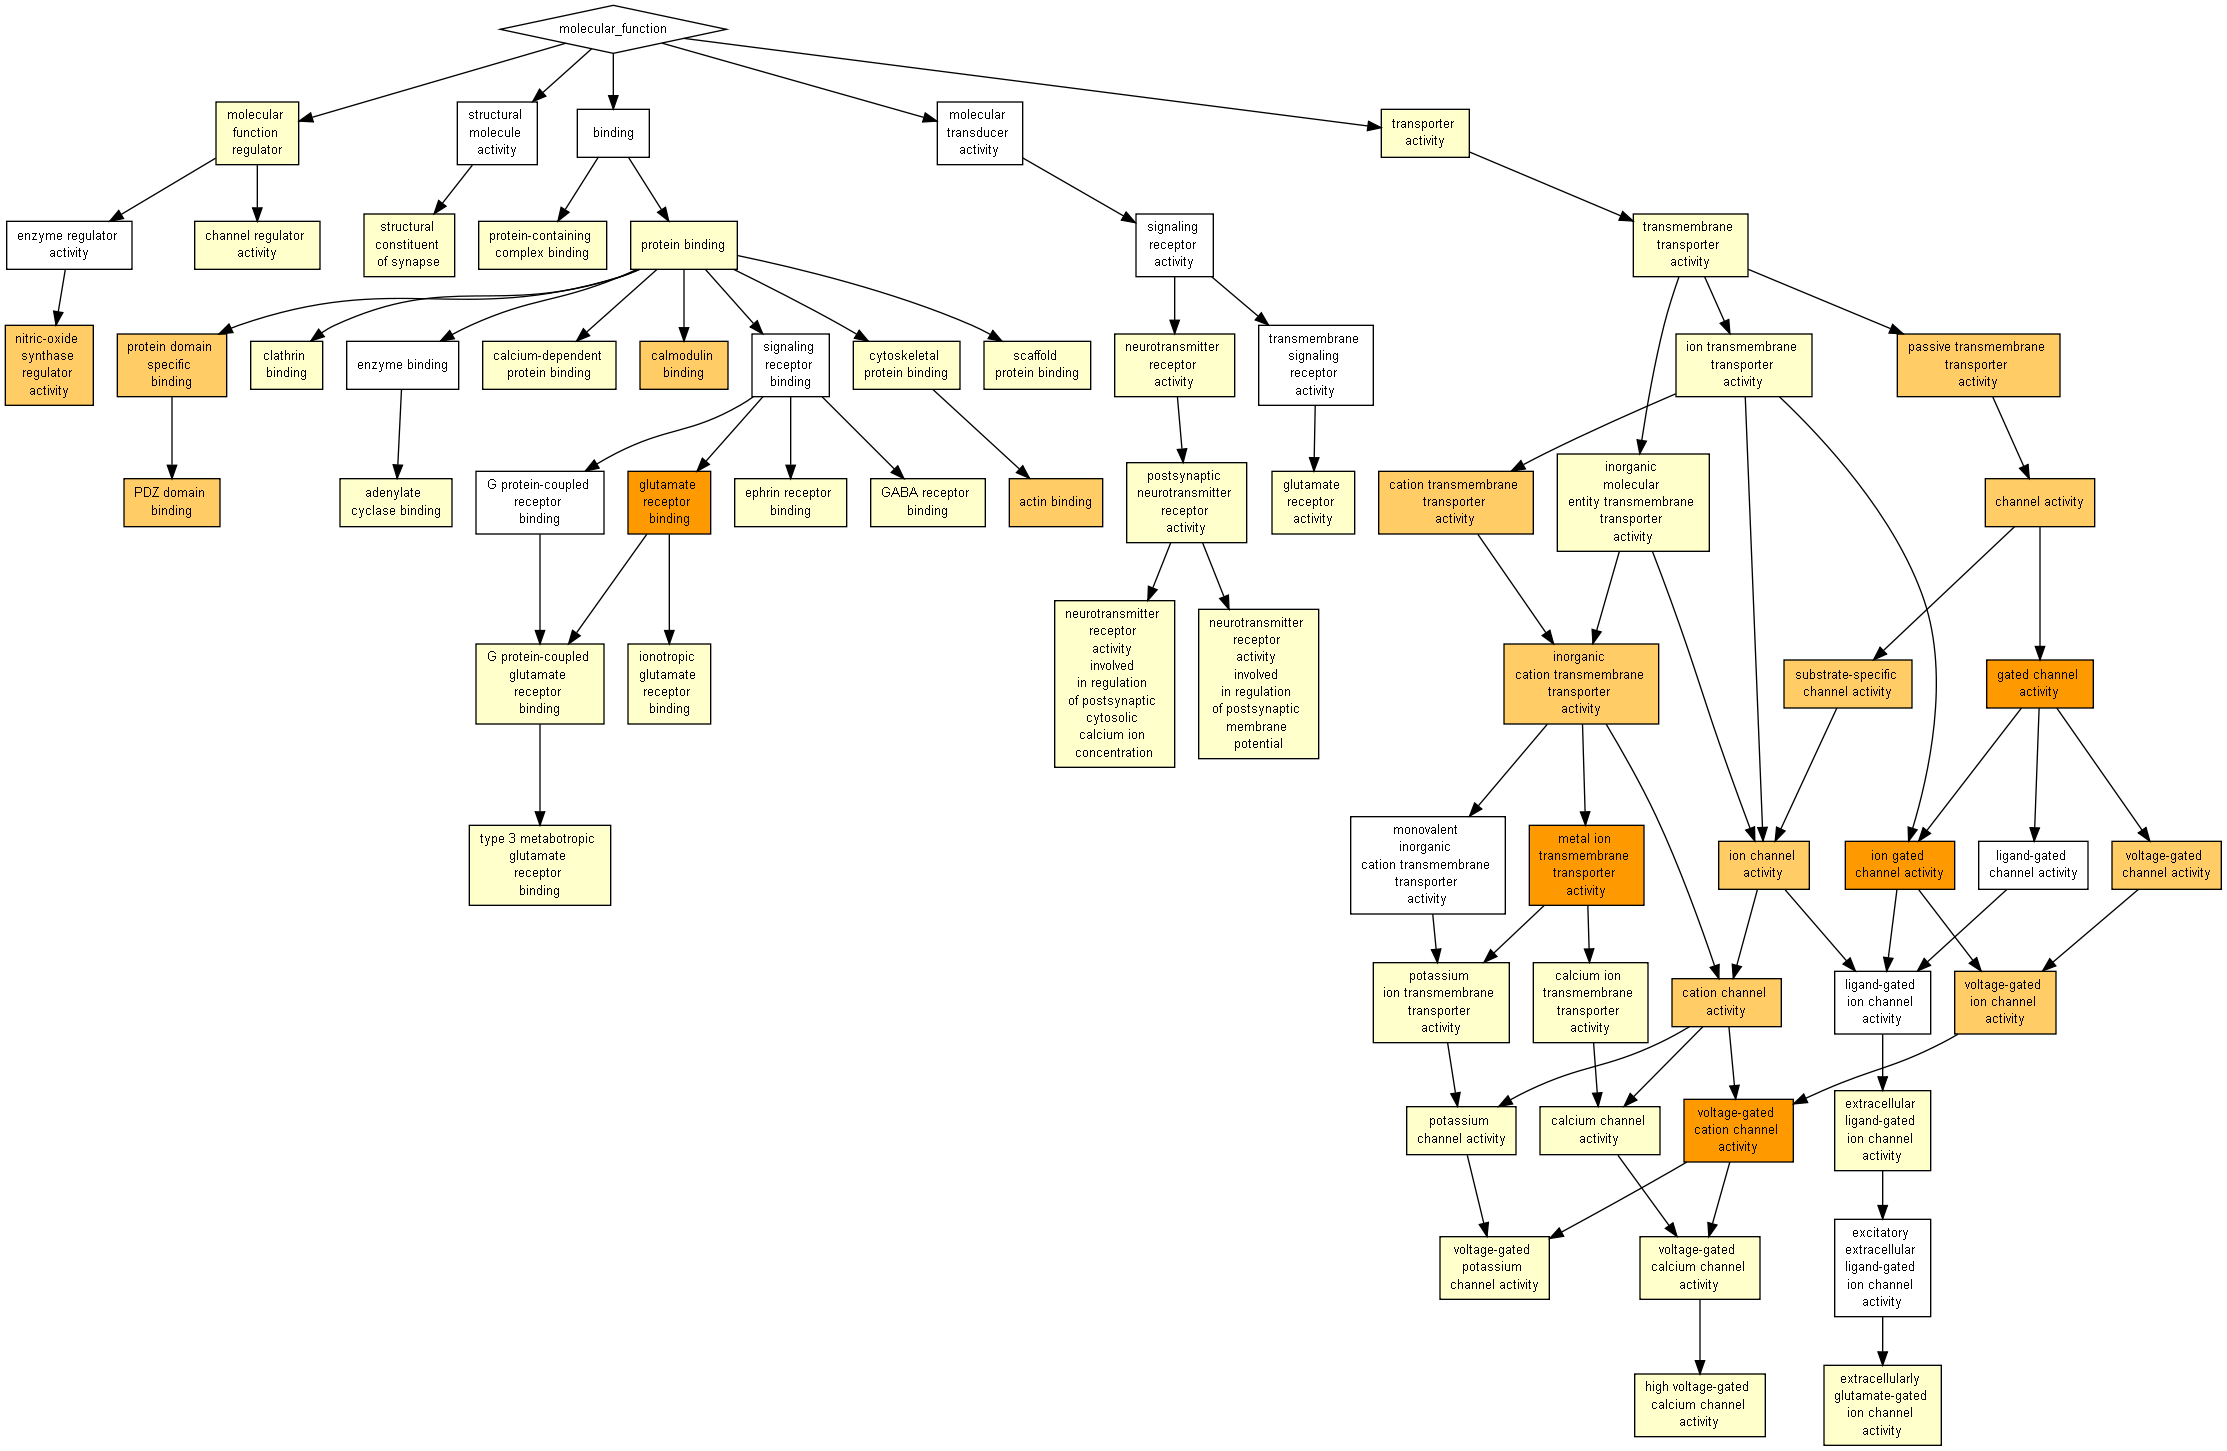 molecular_function
molecular
function
regulator
structural
molecule
activity
binding
molecular
transducer
activity
transporter
activity
enzyme regulator
activity
channel regulator
activity
structural
constituent
of synapse
protein-containing
complex binding
protein binding
signaling
receptor
activity
transmembrane
transporter
activity
nitric-oxide
synthase
regulator
activity
protein domain
specific
binding
clathrin
binding
enzyme binding
calcium-dependent
protein binding
calmodulin
binding
signaling
receptor
binding
cytoskeletal
protein binding
scaffold
protein binding
neurotransmitter
receptor
activity
transmembrane
signaling
receptor
activity
ion transmembrane
transporter
activity
passive transmembrane
transporter
activity
PDZ domain
binding
adenylate
cyclase binding
G protein-coupled
receptor
binding
glutamate
receptor
binding
ephrin receptor
binding
GABA receptor
binding
actin binding
postsynaptic
neurotransmitter
receptor
activity
glutamate
receptor
activity
cation transmembrane
transporter
activity
inorganic
molecular
entity transmembrane
transporter
activity
channel activity
G protein-coupled
glutamate
receptor
binding
ionotropic
glutamate
receptor
binding
neurotransmitter
receptor
activity
involved
in regulation
of postsynaptic
cytosolic
calcium ion
concentration
neurotransmitter
receptor
activity
involved
in regulation
of postsynaptic
membrane
potential
inorganic
cation transmembrane
transporter
activity
substrate-specific
channel activity
gated channel
activity
type 3 metabotropic
glutamate
receptor
binding
monovalent
inorganic
cation transmembrane
transporter
activity
metal ion
transmembrane
transporter
activity
ion channel
activity
ion gated
channel activity
ligand-gated
channel activity
voltage-gated
channel activity
potassium
ion transmembrane
transporter
activity
calcium ion
transmembrane
transporter
activity
cation channel
activity
ligand-gated
ion channel
activity
voltage-gated
ion channel
activity
potassium
channel activity
calcium channel
activity
voltage-gated
cation channel
activity
extracellular
ligand-gated
ion channel
activity
voltage-gated
potassium
channel activity
voltage-gated
calcium channel
activity
excitatory
extracellular
ligand-gated
ion channel
activity
high voltage-gated
calcium channel
activity
extracellularly
glutamate-gated
ion channel
activity